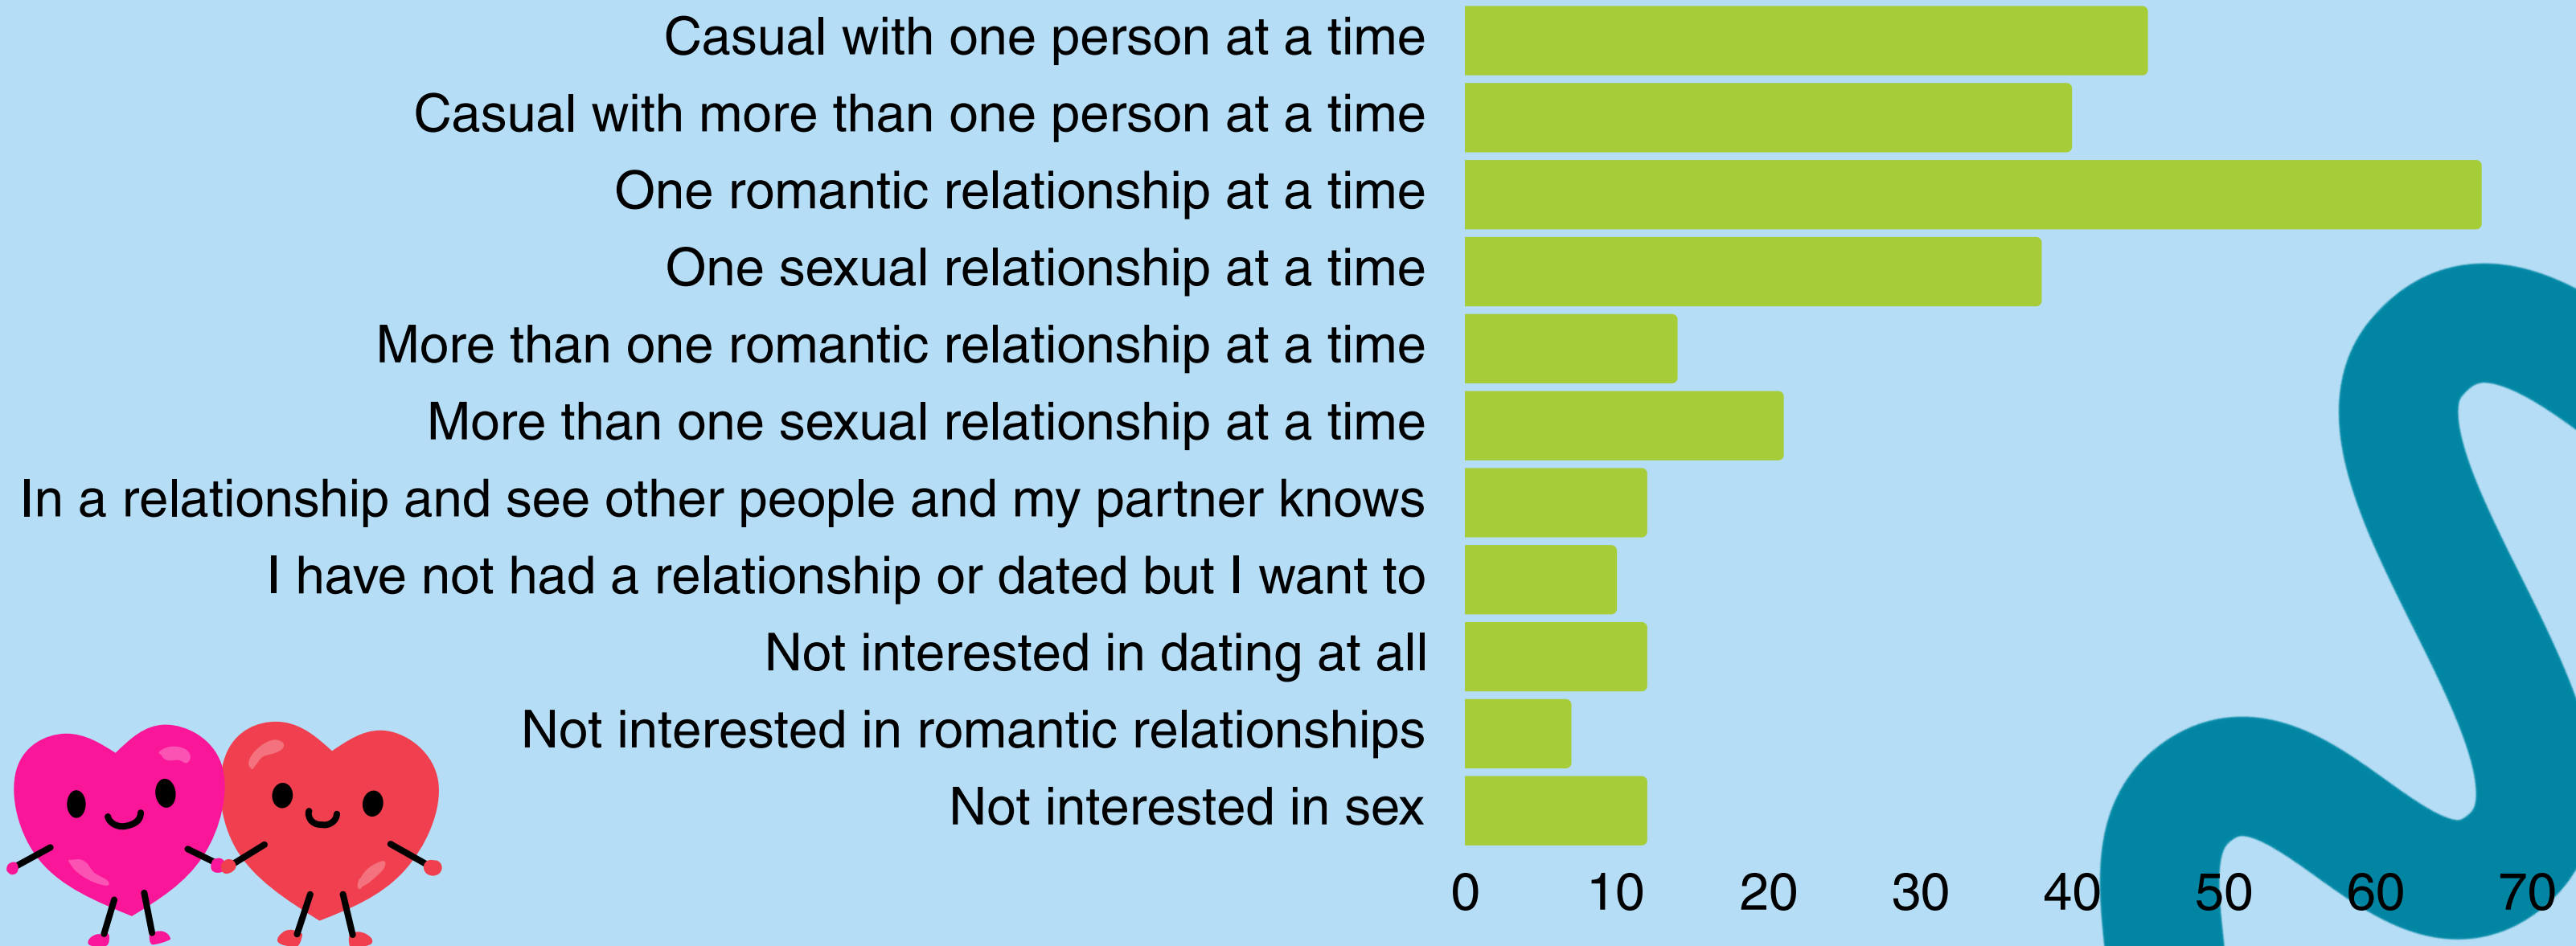 Casual with one person at a time
Casual with more than one person at a time
One romantic relationship at a time
One sexual relationship at a time
More than one romantic relationship at a time
More than one sexual relationship at a time
In a relationship and see other people and my partner knows
I have not had a relationship or dated but I want to
Not interested in dating at all
Not interested in romantic relationships
Not interested in sex
0 10 20 30 40 50 60 70